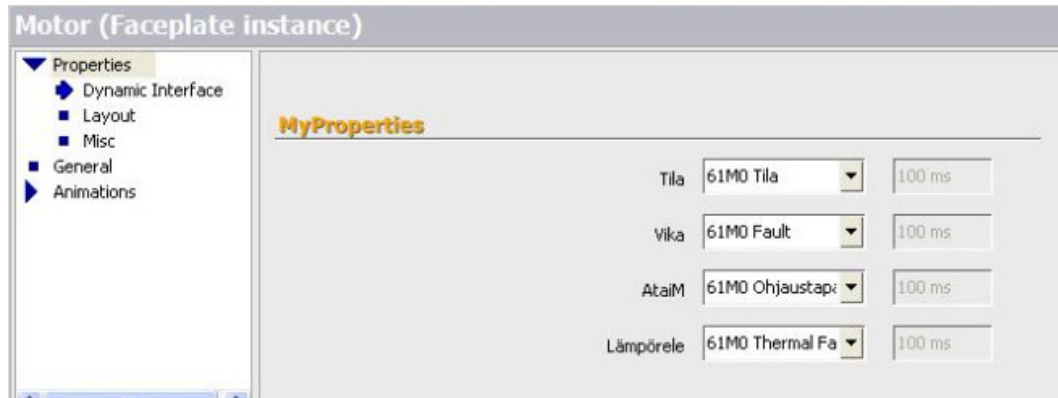 Motor (Faceplate instance)
Properties
Dynamic Interface
Layout
Misc
General
Animations
MyProperties
Tila 61M0 Tila 100 ms
Vika 61M0 Fault 100 ms
AtaiM 61M0 Ohjaustapa 100 ms
Lämpörele 61M0 Thermal Fa 100 ms